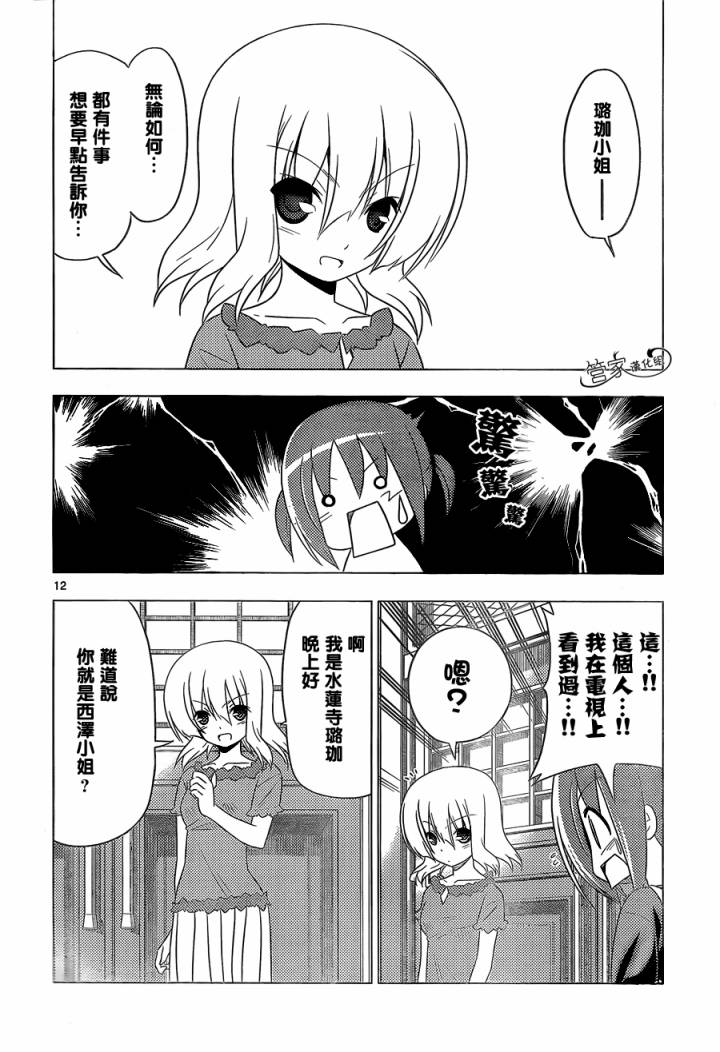 璐珈小姐──
無論如何…
都有件事
想要早點告訴你…
管家漢化組
驚
驚
驚
12
這…!!
這個人…!!
我在電視上
看到過…!!
嗯?
啊
我是水蓮寺璐珈
晚上好
難道說
你就是西澤小姐?